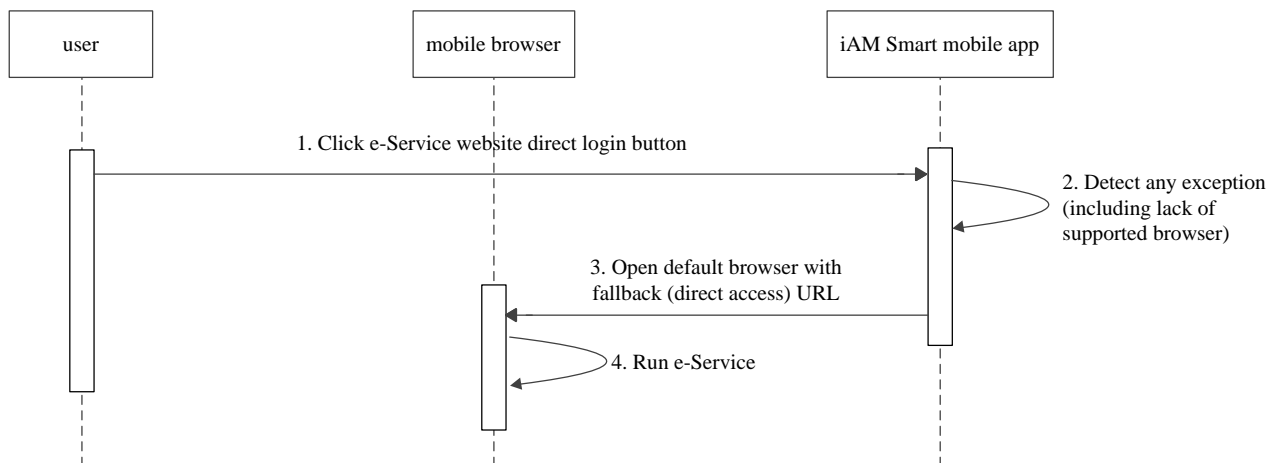 user
mobile browser
iAM Smart mobile app
1. Click e-Service website direct login button
2. Detect any exception
(including lack of
supported browser)
3. Open default browser with
fallback (direct access) URL
4. Run e-Service